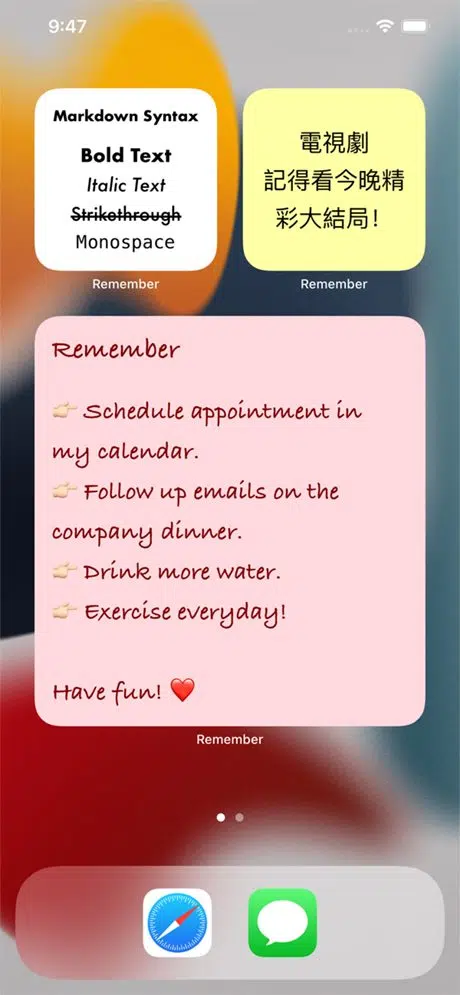 9:47
Markdown Syntax
Bold Text
Italic Text
Strikethrough
Monospace
Remember
電視劇
記得看今晚精
彩大結局！
Remember
Remember
👉🏻 Schedule appointment in
my calendar.
👉🏻 Follow up emails on the
company dinner.
👉🏻 Drink more water.
👉🏻 Exercise everyday!
Have fun! ❤️
Remember